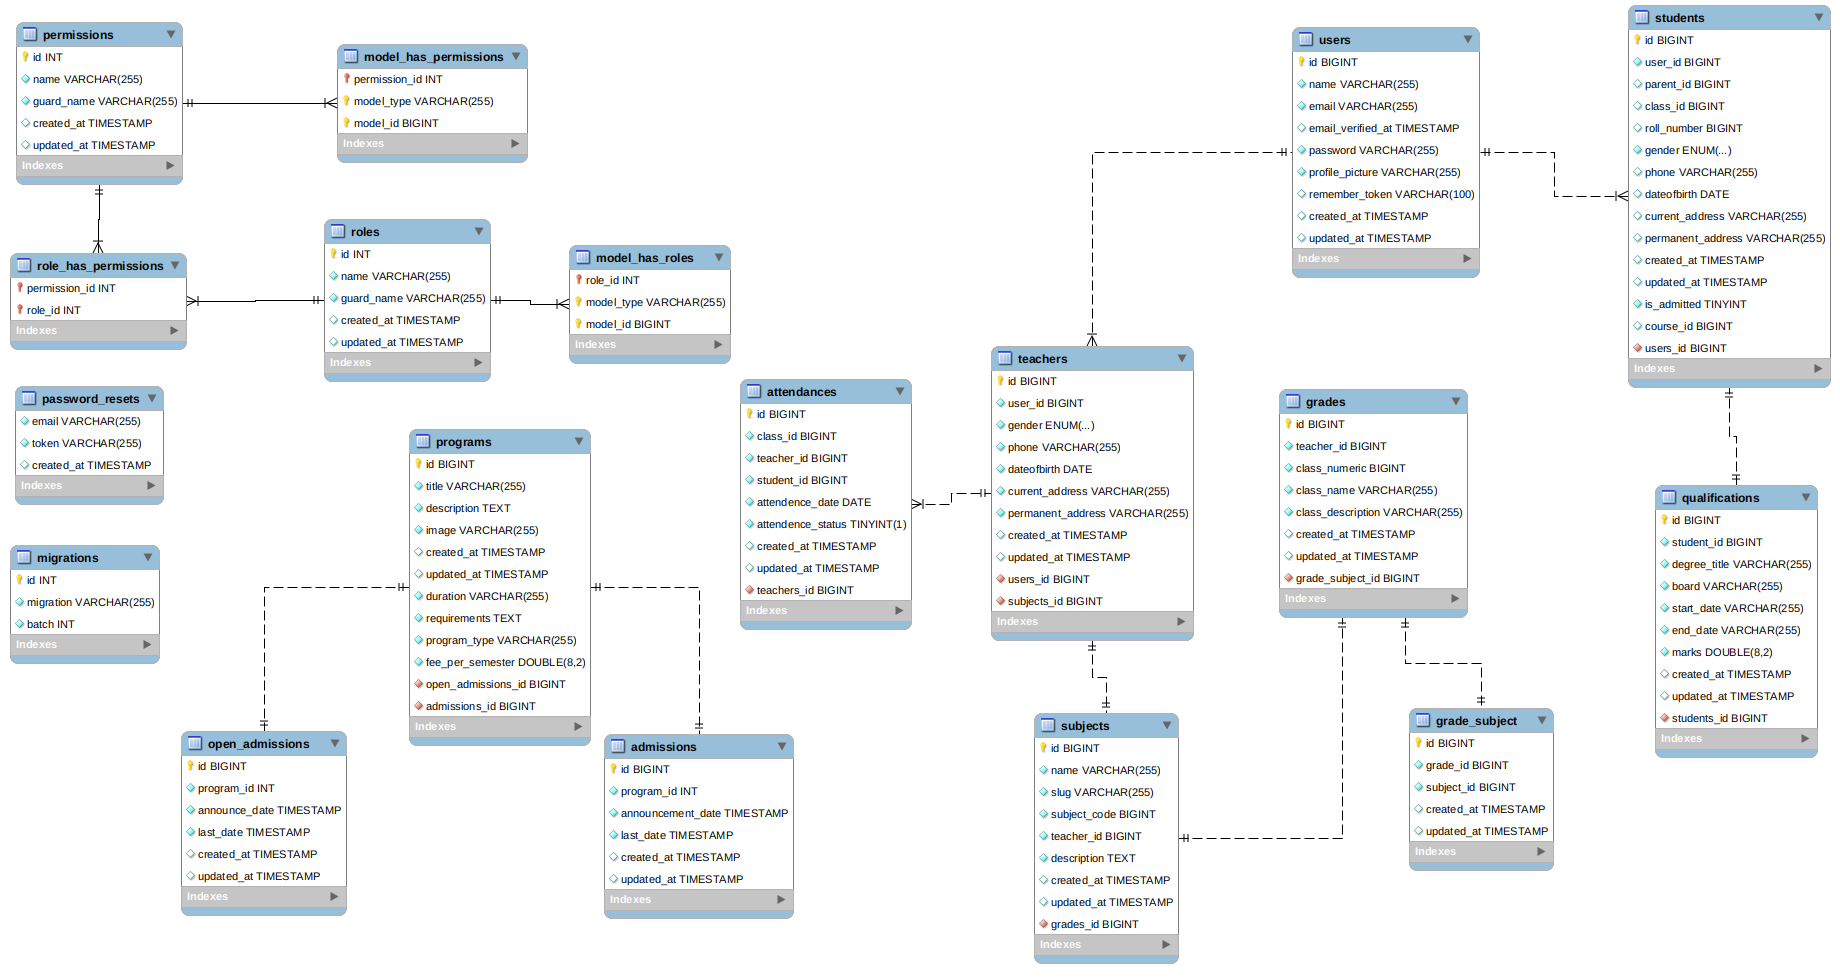 permissions
id INT
name VARCHAR(255)
guard_name VARCHAR(255)
created_at TIMESTAMP
updated_at TIMESTAMP
Indexes
model_has_permissions
permission_id INT
model_type VARCHAR(255)
model_id BIGINT
Indexes
role_has_permissions
permission_id INT
role_id INT
Indexes
roles
id INT
name VARCHAR(255)
guard_name VARCHAR(255)
created_at TIMESTAMP
updated_at TIMESTAMP
Indexes
model_has_roles
role_id INT
model_type VARCHAR(255)
model_id BIGINT
Indexes
password_resets
email VARCHAR(255)
token VARCHAR(255)
created_at TIMESTAMP
Indexes
migrations
id INT
migration VARCHAR(255)
batch INT
Indexes
programs
id BIGINT
title VARCHAR(255)
description TEXT
image VARCHAR(255)
created_at TIMESTAMP
updated_at TIMESTAMP
duration VARCHAR(255)
requirements TEXT
program_type VARCHAR(255)
fee_per_semester DOUBLE(8,2)
open_admissions_id BIGINT
admissions_id BIGINT
Indexes
open_admissions
id BIGINT
program_id INT
announce_date TIMESTAMP
last_date TIMESTAMP
created_at TIMESTAMP
updated_at TIMESTAMP
Indexes
admissions
id BIGINT
program_id INT
announcement_date TIMESTAMP
last_date TIMESTAMP
created_at TIMESTAMP
updated_at TIMESTAMP
Indexes
attendances
id BIGINT
class_id BIGINT
teacher_id BIGINT
student_id BIGINT
attendence_date DATE
attendence_status TINYINT(1)
created_at TIMESTAMP
updated_at TIMESTAMP
teachers_id BIGINT
Indexes
teachers
id BIGINT
user_id BIGINT
gender ENUM(...)
phone VARCHAR(255)
dateofbirth DATE
current_address VARCHAR(255)
permanent_address VARCHAR(255)
created_at TIMESTAMP
updated_at TIMESTAMP
users_id BIGINT
subjects_id BIGINT
Indexes
subjects
id BIGINT
name VARCHAR(255)
slug VARCHAR(255)
subject_code BIGINT
teacher_id BIGINT
description TEXT
created_at TIMESTAMP
updated_at TIMESTAMP
grades_id BIGINT
Indexes
users
id BIGINT
name VARCHAR(255)
email VARCHAR(255)
email_verified_at TIMESTAMP
password VARCHAR(255)
profile_picture VARCHAR(255)
remember_token VARCHAR(100)
created_at TIMESTAMP
updated_at TIMESTAMP
Indexes
grades
id BIGINT
teacher_id BIGINT
class_numeric BIGINT
class_name VARCHAR(255)
class_description VARCHAR(255)
created_at TIMESTAMP
updated_at TIMESTAMP
grade_subject_id BIGINT
Indexes
grade_subject
id BIGINT
grade_id BIGINT
subject_id BIGINT
created_at TIMESTAMP
updated_at TIMESTAMP
Indexes
students
id BIGINT
user_id BIGINT
parent_id BIGINT
class_id BIGINT
roll_number BIGINT
gender ENUM(...)
phone VARCHAR(255)
dateofbirth DATE
current_address VARCHAR(255)
permanent_address VARCHAR(255)
created_at TIMESTAMP
updated_at TIMESTAMP
is_admitted TINYINT
course_id BIGINT
users_id BIGINT
Indexes
qualifications
id BIGINT
student_id BIGINT
degree_title VARCHAR(255)
board VARCHAR(255)
start_date VARCHAR(255)
end_date VARCHAR(255)
marks DOUBLE(8,2)
created_at TIMESTAMP
updated_at TIMESTAMP
students_id BIGINT
Indexes